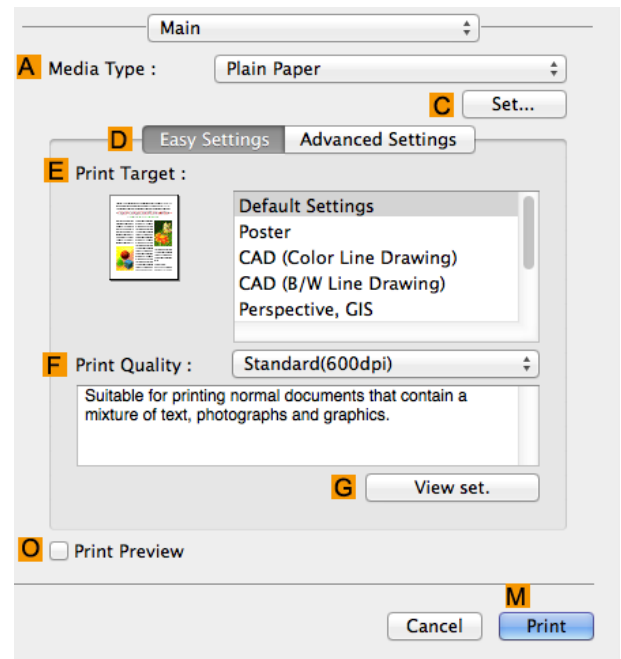 Main
A Media Type : Plain Paper
C Set...
D Easy Settings Advanced Settings
E Print Target :
Default Settings
Poster
CAD (Color Line Drawing)
CAD (B/W Line Drawing)
Perspective, GIS
F Print Quality : Standard(600dpi)
Suitable for printing normal documents that contain a
mixture of text, photographs and graphics.
G View set.
O Print Preview
M
Cancel Print